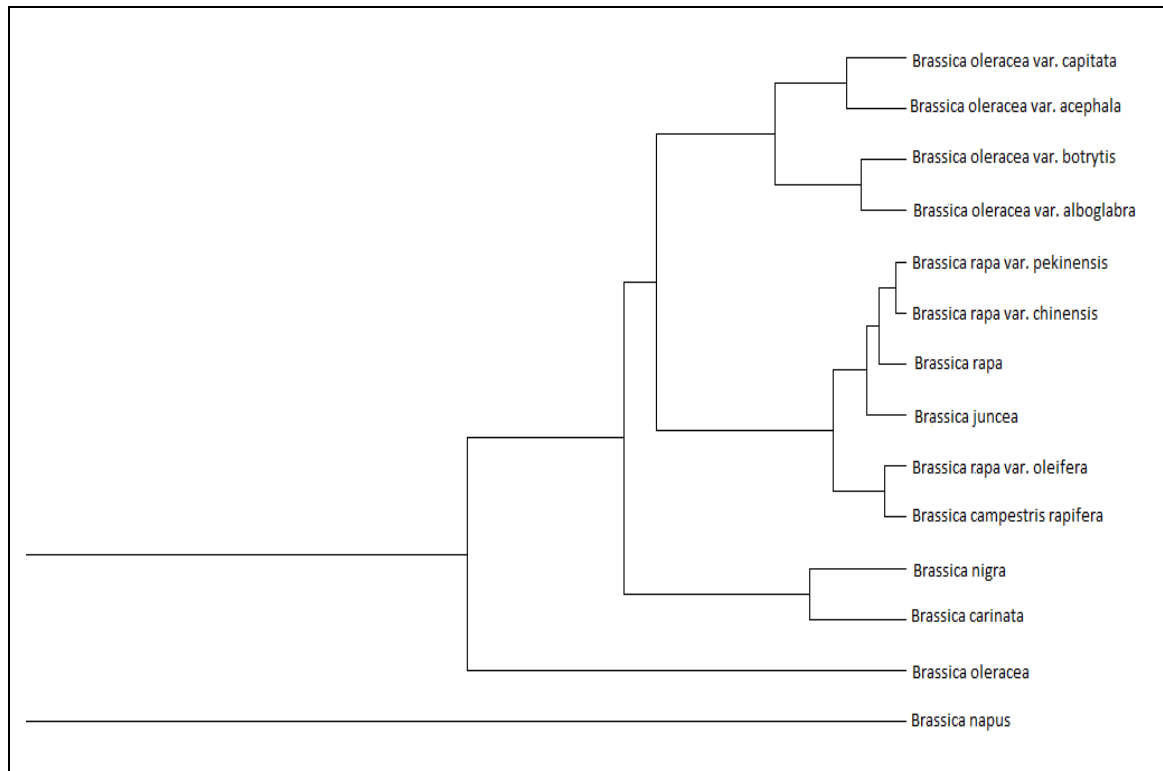 Brassica oleracea var. capitata
Brassica oleracea var. acephala
Brassica oleracea var. botrytis
Brassica oleracea var. alboglabra
Brassica rapa var. pekinensis
Brassica rapa var. chinensis
Brassica rapa
Brassica juncea
Brassica rapa var. oleifera
Brassica campestris rapifera
Brassica nigra
Brassica carinata
Brassica oleracea
Brassica napus